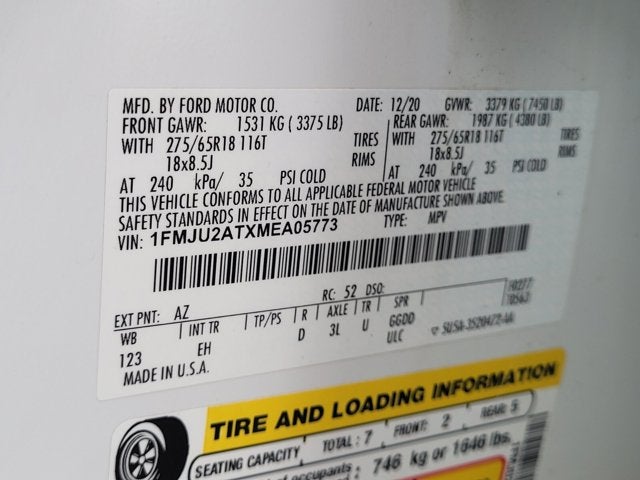 MFD. BY FORD MOTOR CO. DATE: 12/20 GVWR: 3379 KG ( 7450 LB)
FRONT GAWR: 1531 KG ( 3375 LB) REAR GAWR: 1987 KG ( 4380 LB)
WITH 275/65R18 116T TIRES WITH 275/65R18 116T TIRES
18x8.5J RIMS 18x8.5J RIMS
AT 240 kPa/ 35 PSI COLD AT 240 kPa/ 35 PSI COLD
THIS VEHICLE CONFORMS TO ALL APPLICABLE FEDERAL MOTOR VEHICLE
SAFETY STANDARDS IN EFFECT ON THE DATE OF MANUFACTURE SHOWN ABOVE.
VIN: 1FMJU2ATXMEA05773 TYPE: MPV
EXT PNT: AZ RC: 52 DSO:
WB INT TR TP/PS R AXLE TR SPR
123 EH D 3L U GGDD
ULC
MADE IN U.S.A.
TIRE AND LOADING INFORMATION
SEATING CAPACITY TOTAL: 7 FRONT: 2 REAR: 5
occupants: 746 kg or 1646 lbs.